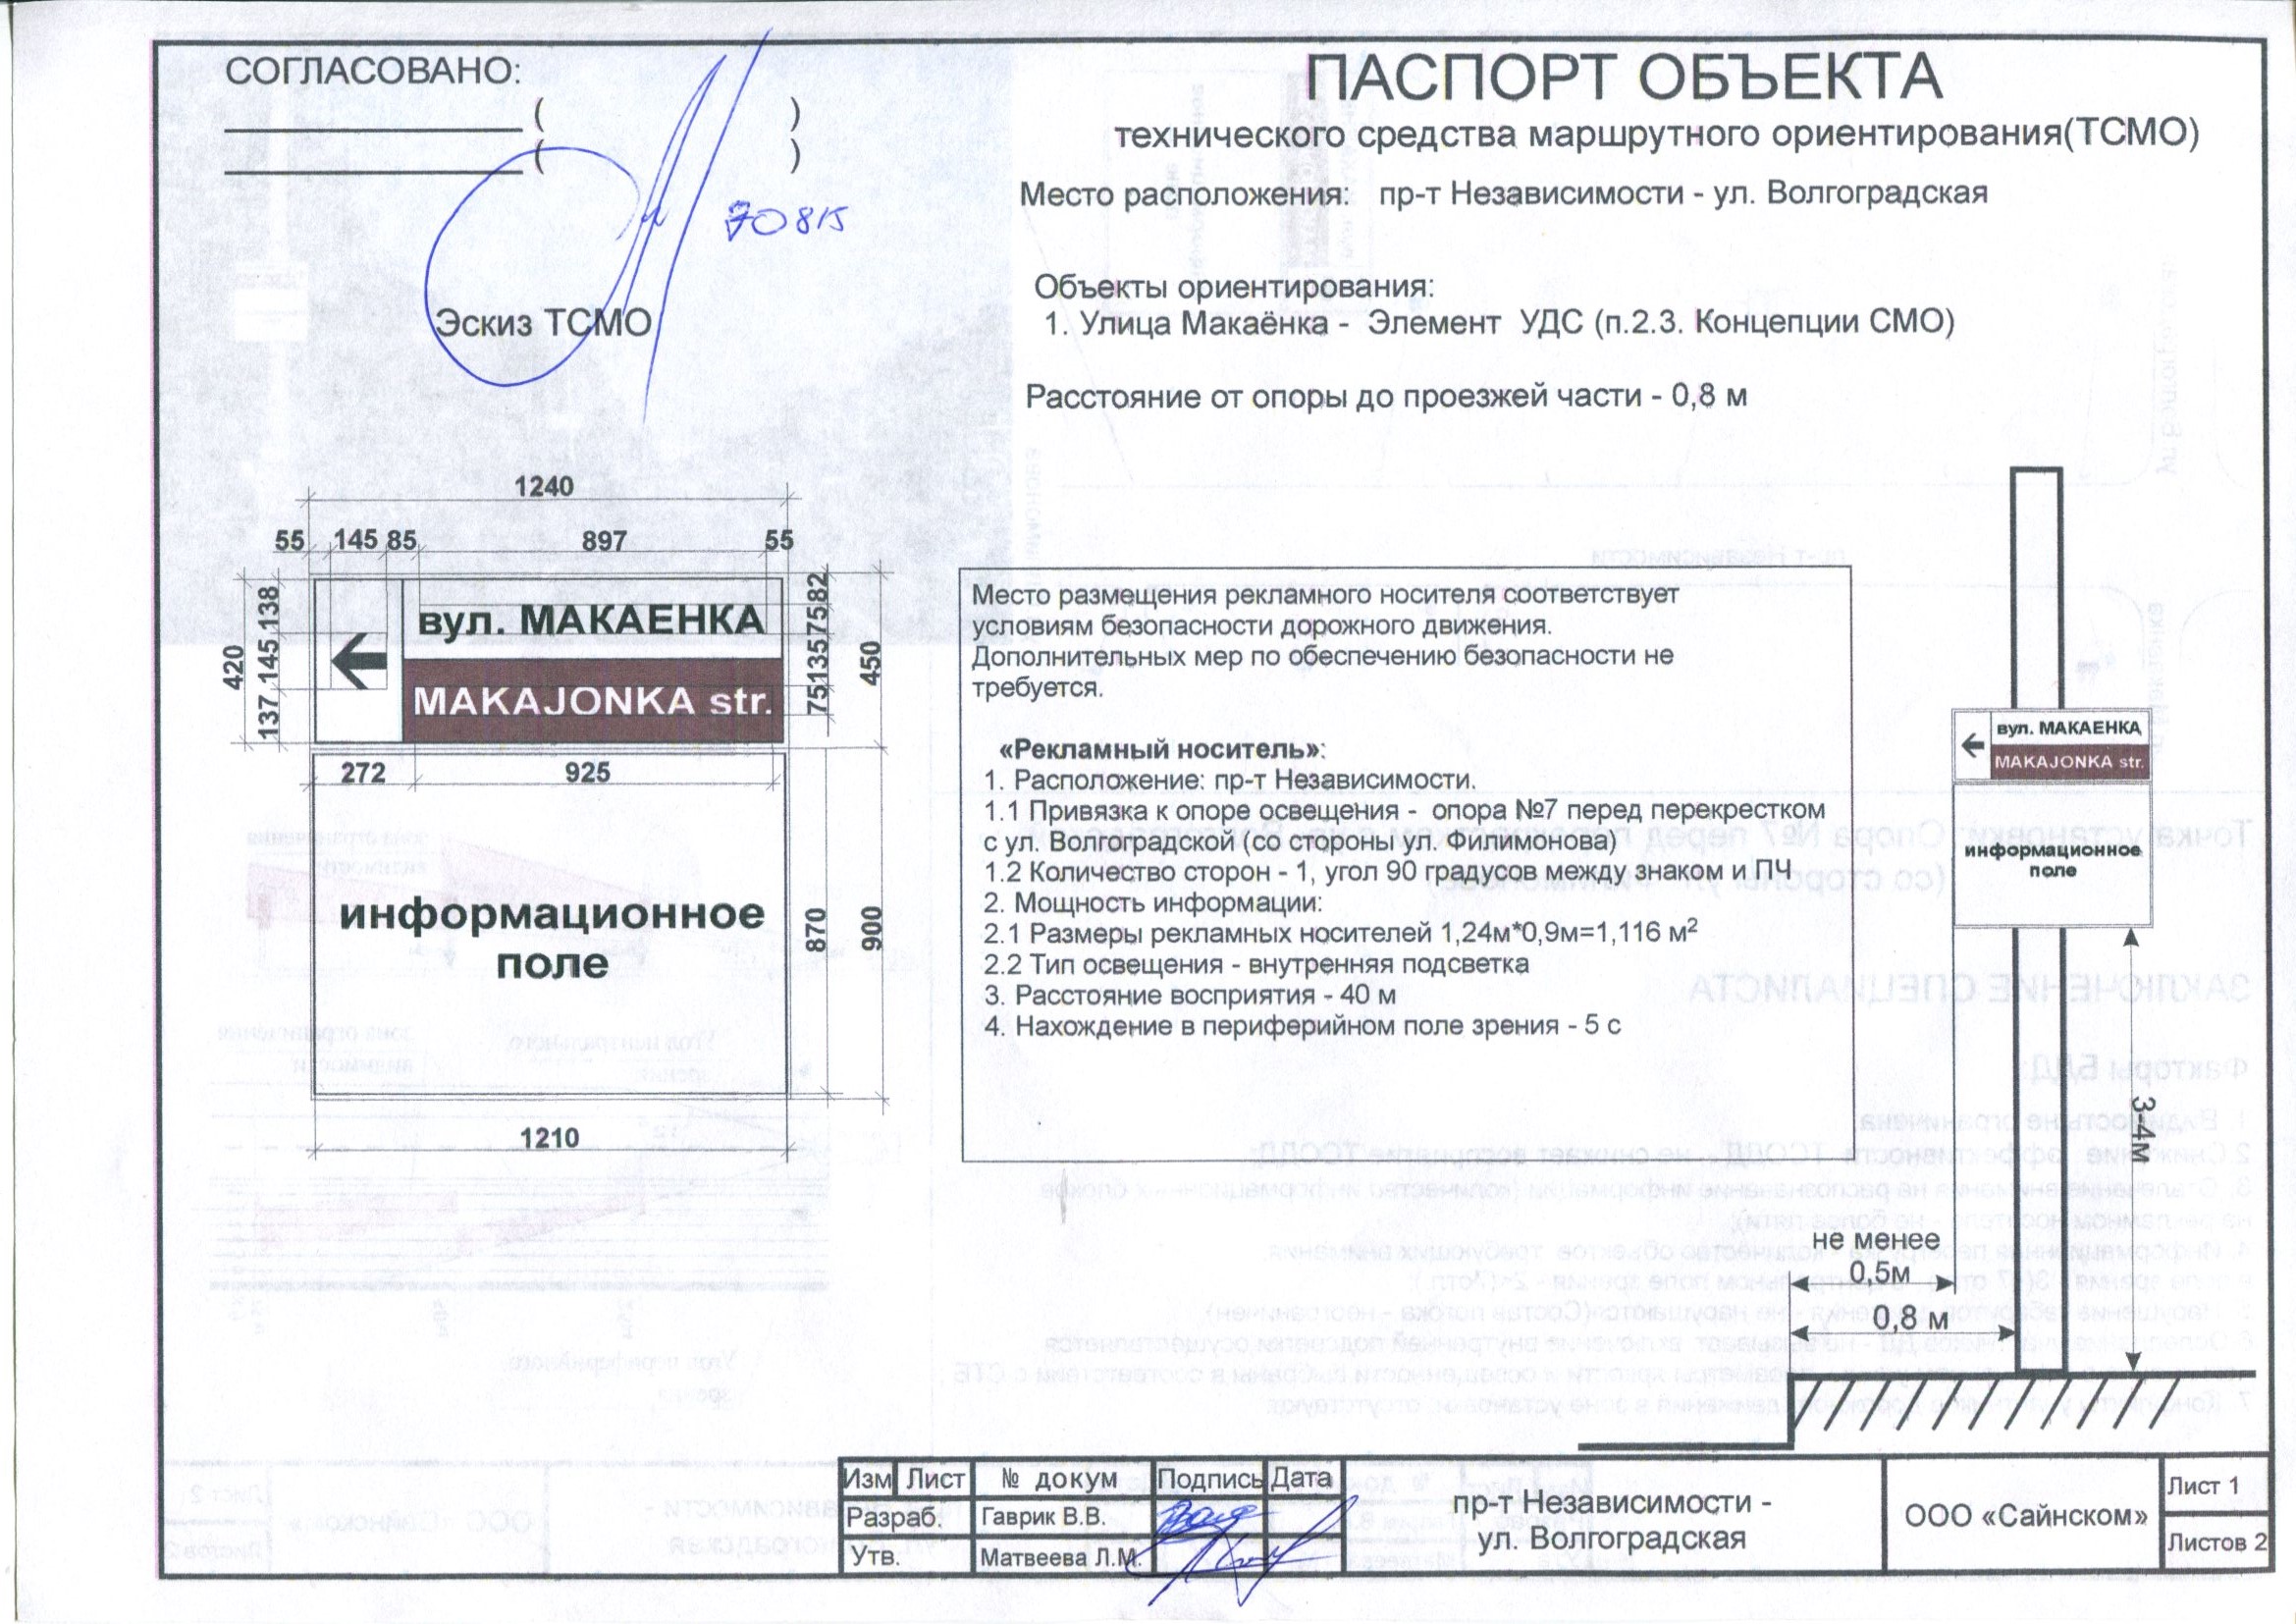 СОГЛАСОВАНО:
( )
( )
70815
Эскиз ТСМО
ПАСПОРТ ОБЪЕКТА
технического средства маршрутного ориентирования(ТСМО)
Место расположения: пр-т Независимости - ул. Волгоградская
Объекты ориентирования:
1. Улица Макаёнка - Элемент УДС (п.2.3. Концепции СМО)
Расстояние от опоры до проезжей части - 0,8 м
1240
55 145 85 897 55
420
137 145 138
вул. МАКАЕНКА
MAKAJONKA str.
75 135 75 82
450
272 925
информационное
поле
870
900
1210
Место размещения рекламного носителя соответствует
условиям безопасности дорожного движения.
Дополнительных мер по обеспечению безопасности не
требуется.
«Рекламный носитель»:
1. Расположение: пр-т Независимости.
1.1 Привязка к опоре освещения - опора №7 перед перекрестком
с ул. Волгоградской (со стороны ул. Филимонова)
1.2 Количество сторон - 1, угол 90 градусов между знаком и ПЧ
2. Мощность информации:
2.1 Размеры рекламных носителей 1,24м*0,9м=1,116 м²
2.2 Тип освещения - внутренняя подсветка
3. Расстояние восприятия - 40 м
4. Нахождение в периферийном поле зрения - 5 с
вул. МАКАЕНКА
MAKAJONKA str.
информационное
поле
3-4м
не менее
0,5м
0,8 м
Изм Лист № докум Подпись Дата
Разраб. Гаврик В.В.
Утв. Матвеева Л.М.
пр-т Независимости -
ул. Волгоградская
ООО «Сайнском»
Лист 1
Листов 2